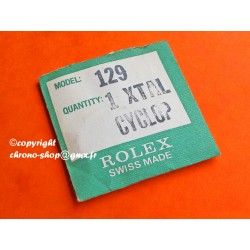 MODEL: 129
QUANTITY: 1 XTAL
CYCLOP
ROLEX
SWISS MADE
©copyright
chrono-shop@gmx.fr